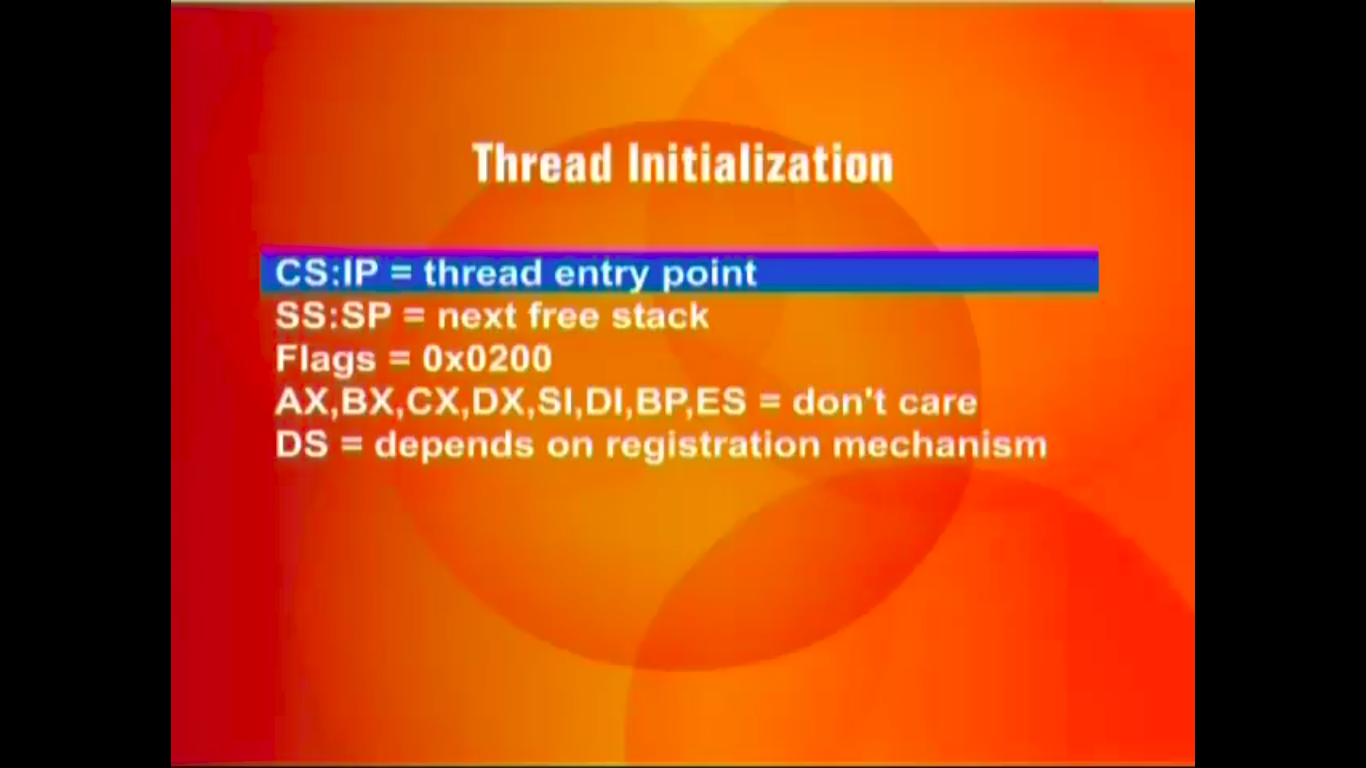 Thread Initialization
CS:IP = thread entry point
SS:SP = next free stack
Flags = 0x0200
AX,BX,CX,DX,SI,DI,BP,ES = don't care
DS = depends on registration mechanism